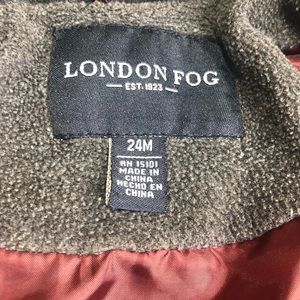 LONDON FOG
EST. 1923
24M
RN 15101
MADE IN
CHINA
HECHO EN
CHINA